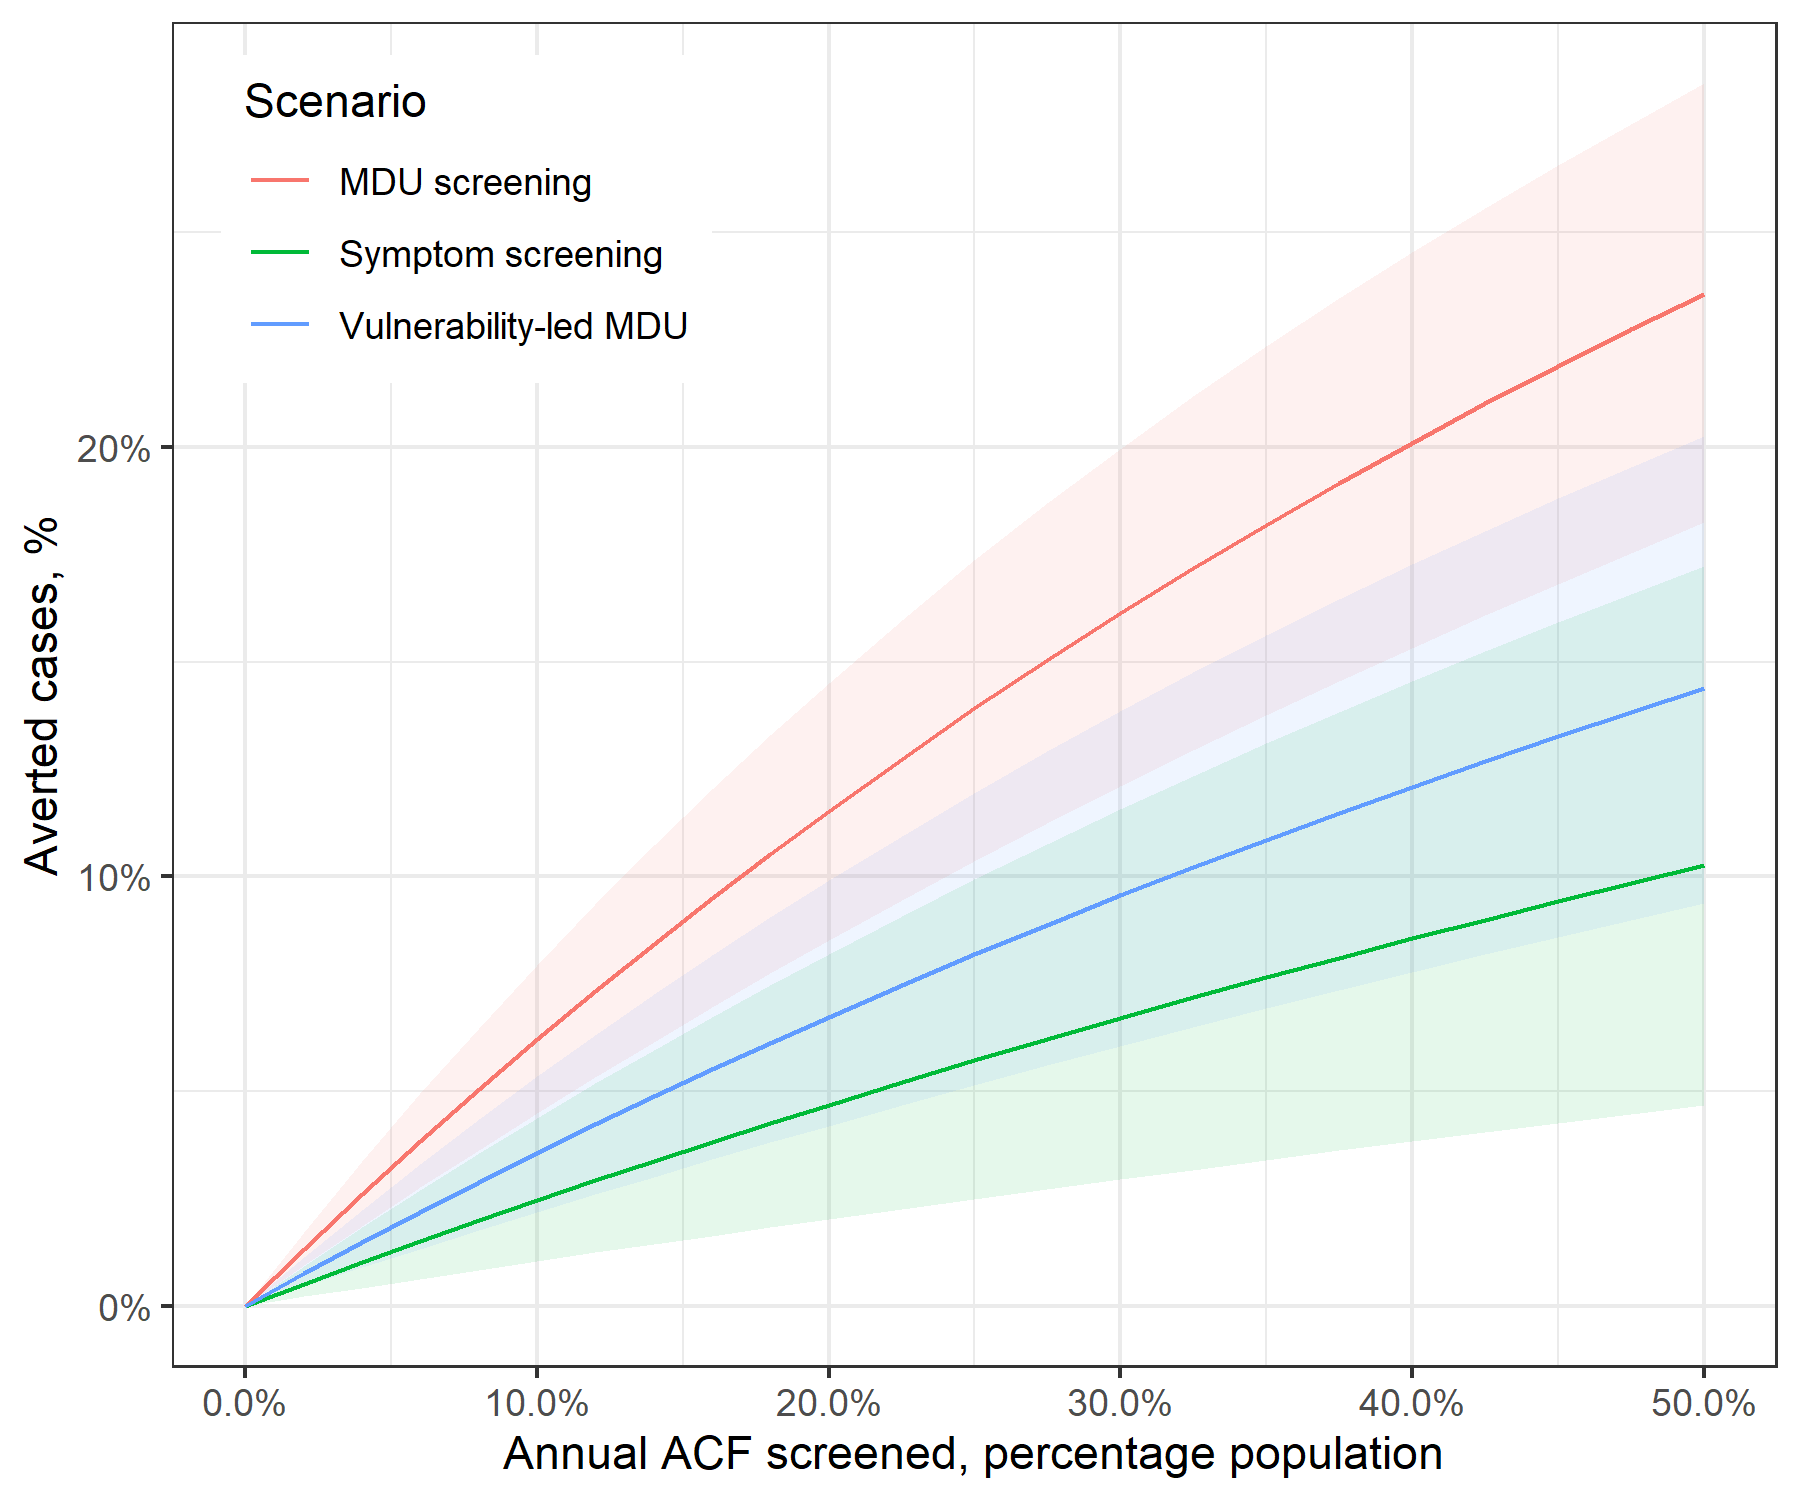 Scenario
MDU screening
Symptom screening
Vulnerability-led MDU
Averted cases, %
20%
10%
0%
0.0%
10.0%
20.0%
30.0%
40.0%
50.0%
Annual ACF screened, percentage population